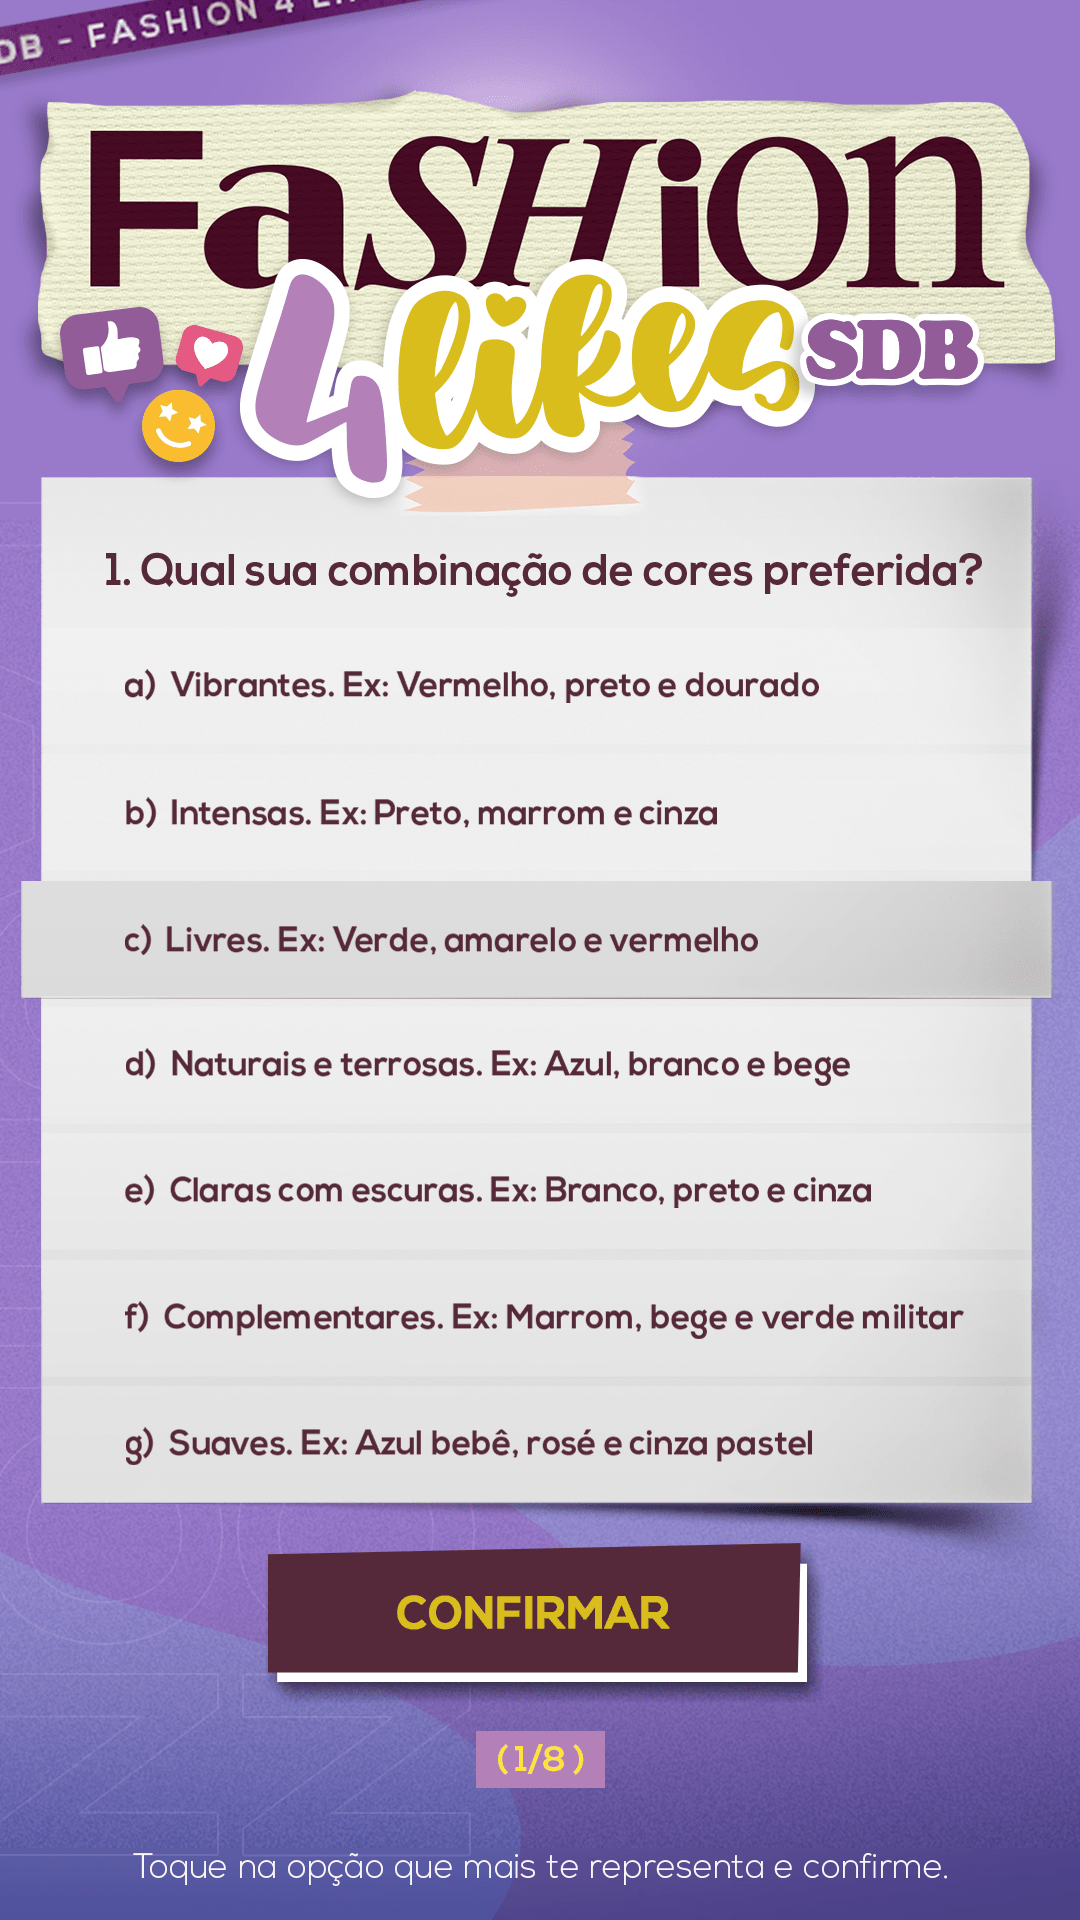 DB - FASHION 4
FaSHiON
4likes SDB
1. Qual sua combinação de cores preferida?
a) Vibrantes. Ex: Vermelho, preto e dourado
b) Intensas. Ex: Preto, marrom e cinza
c) Livres. Ex: Verde, amarelo e vermelho
d) Naturais e terrosas. Ex: Azul, branco e bege
e) Claras com escuras. Ex: Branco, preto e cinza
f) Complementares. Ex: Marrom, bege e verde militar
g) Suaves. Ex: Azul bebê, rosé e cinza pastel
CONFIRMAR
(1/8)
Toque na opção que mais te representa e confirme.